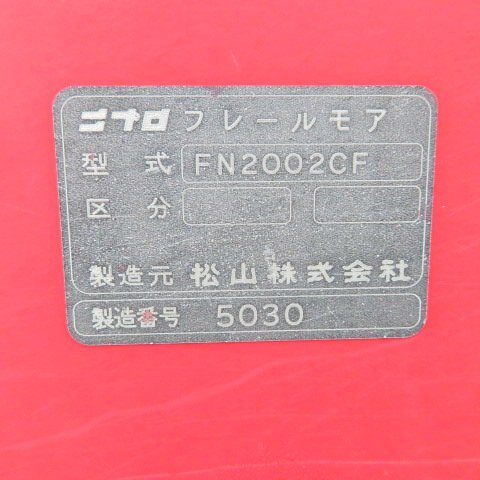 ニプロ フレールモア
型式 FN2002CF
区分
製造元 松山株式会社
製造番号 5030